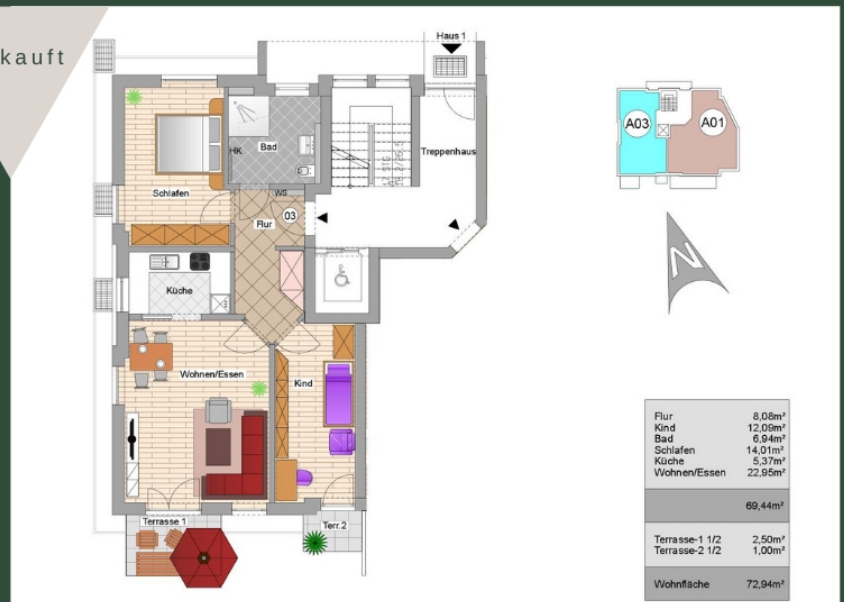 kauft
Haus 1
HK
Bad
Treppenhaus
Schlafen
WS
03
Flur
Küche
Wohnen/Essen
Kind
Terrasse 1
Terr.2
A03
A01
N
Flur 8,08m²
Kind 12,09m²
Bad 6,94m²
Schlafen 14,01m²
Küche 5,37m²
Wohnen/Essen 22,95m²
69,44m²
Terrasse-1 1/2 2,50m²
Terrasse-2 1/2 1,00m²
Wohnfläche 72,94m²